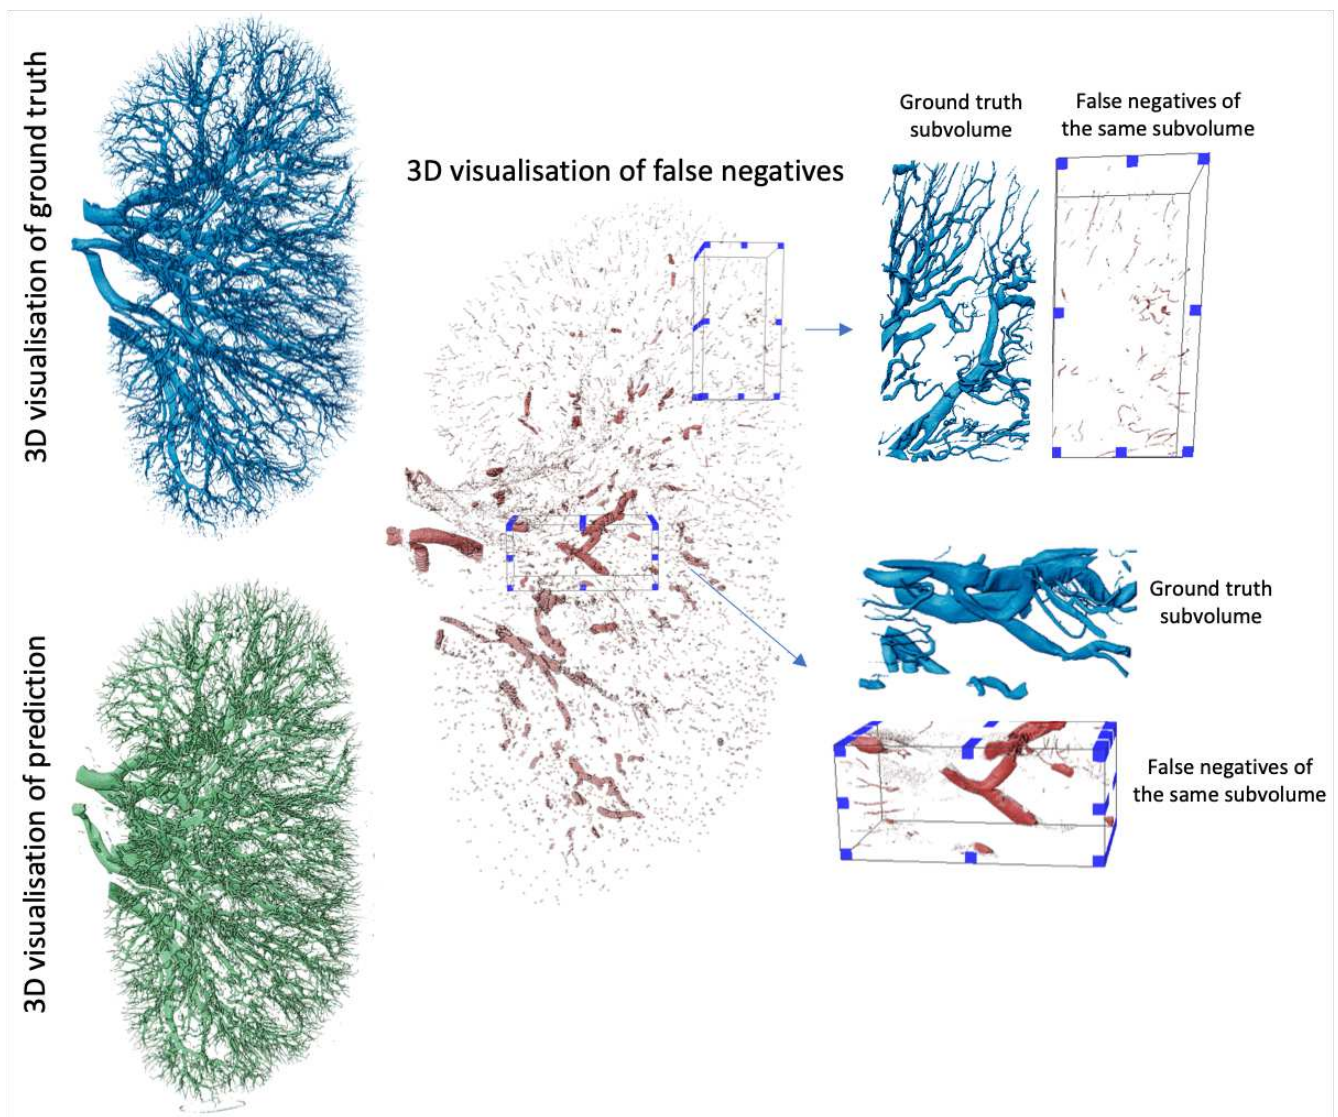 3D visualisation of ground truth
3D visualisation of prediction
3D visualisation of false negatives
Ground truth
subvolume
False negatives of
the same subvolume
Ground truth
subvolume
False negatives of
the same subvolume